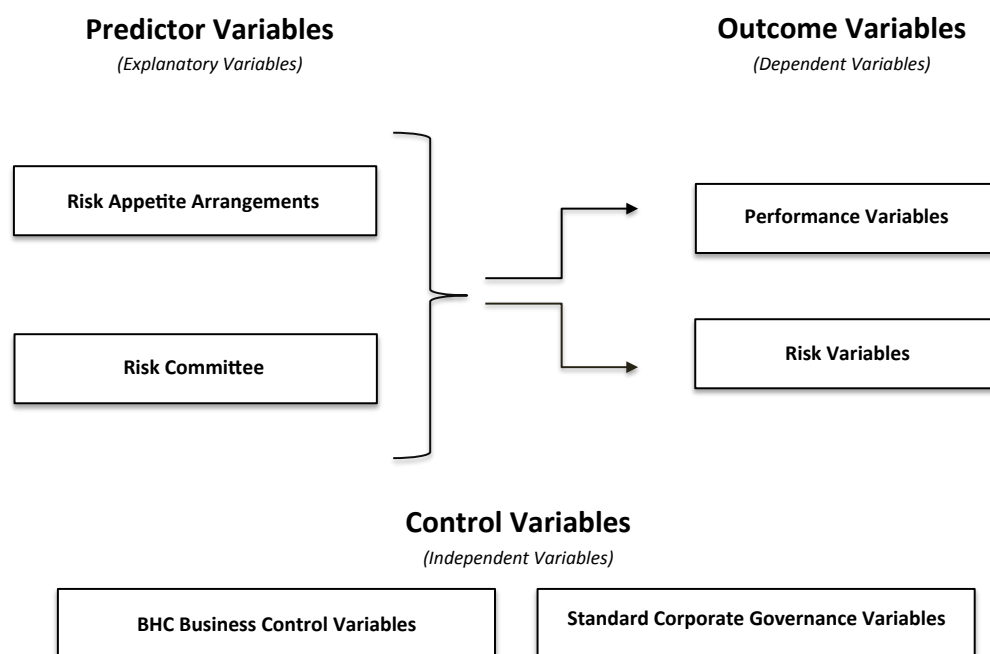 Predictor Variables
(Explanatory Variables)
Outcome Variables
(Dependent Variables)
Risk Appetite Arrangements
Performance Variables
Risk Committee
Risk Variables
Control Variables
(Independent Variables)
BHC Business Control Variables
Standard Corporate Governance Variables